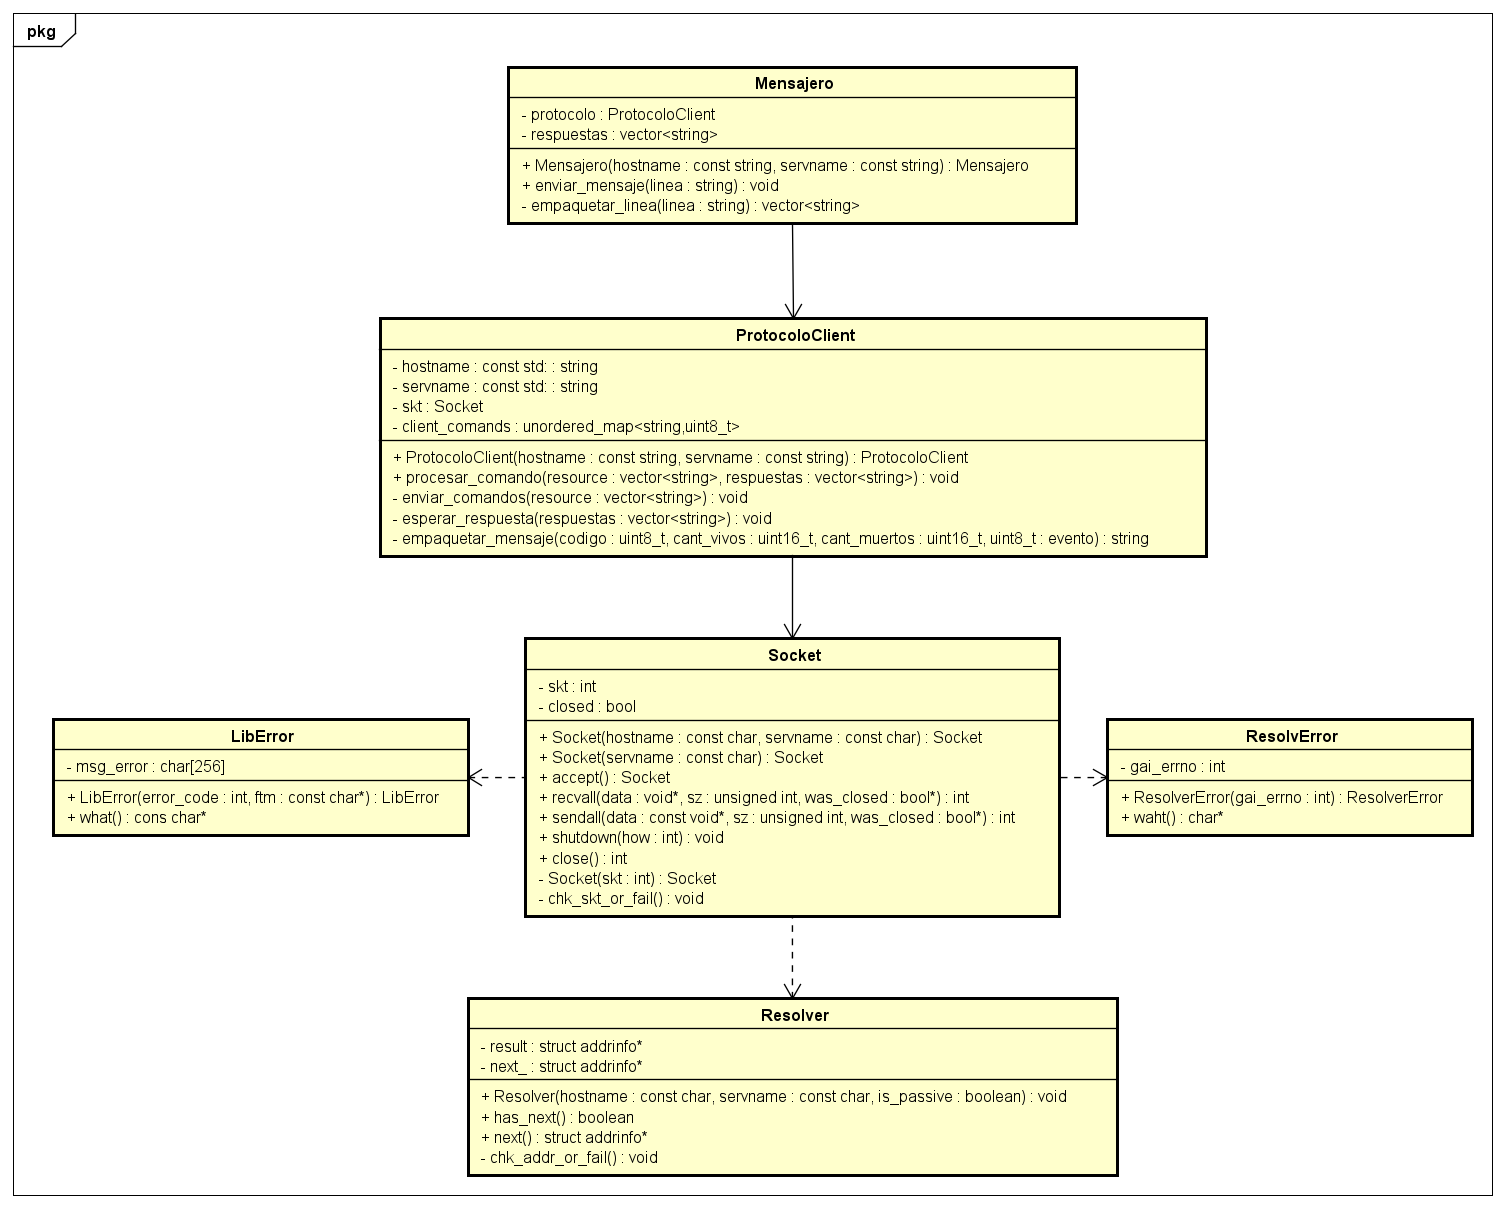 pkg
Mensajero
- protocolo : ProtocoloClient
- respuestas : vector<string>
+ Mensajero(hostname : const string, servname : const string) : Mensajero
+ enviar_mensaje(linea : string) : void
- empaquetar_linea(linea : string) : vector<string>
ProtocoloClient
- hostname : const std: : string
- servname : const std: : string
- skt : Socket
- client_comands : unordered_map<string,uint8_t>
+ ProtocoloClient(hostname : const string, servname : const string) : ProtocoloClient
+ procesar_comando(resource : vector<string>, respuestas : vector<string>) : void
- enviar_comandos(resource : vector<string>) : void
- esperar_respuesta(respuestas : vector<string>) : void
- empaquetar_mensaje(codigo : uint8_t, cant_vivos : uint16_t, cant_muertos : uint16_t, uint8_t : evento) : string
Socket
- skt : int
- closed : bool
+ Socket(hostname : const char, servname : const char) : Socket
+ Socket(servname : const char) : Socket
+ accept() : Socket
+ recvall(data : void*, sz : unsigned int, was_closed : bool*) : int
+ sendall(data : const void*, sz : unsigned int, was_closed : bool*) : int
+ shutdown(how : int) : void
+ close() : int
- Socket(skt : int) : Socket
- chk_skt_or_fail() : void
LibError
- msg_error : char[256]
+ LibError(error_code : int, ftm : const char*) : LibError
+ what() : cons char*
ResolvError
- gai_errno : int
+ ResolverError(gai_errno : int) : ResolverError
+ waht() : char*
Resolver
- result : struct addrinfo*
- next_ : struct addrinfo*
+ Resolver(hostname : const char, servname : const char, is_passive : boolean) : void
+ has_next() : boolean
+ next() : struct addrinfo*
- chk_addr_or_fail() : void